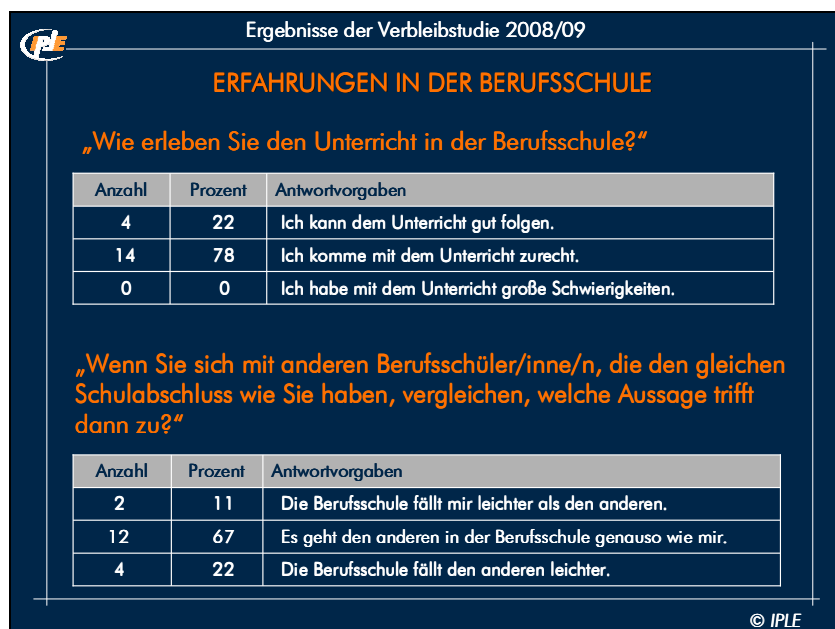 Ergebnisse der Verbleibstudie 2008/09
IPLE
ERFAHRUNGEN IN DER BERUFSSCHULE
„Wie erleben Sie den Unterricht in der Berufsschule?“
Anzahl Prozent Antwortvorgaben
4 22 Ich kann dem Unterricht gut folgen.
14 78 Ich komme mit dem Unterricht zurecht.
0 0 Ich habe mit dem Unterricht große Schwierigkeiten.
„Wenn Sie sich mit anderen Berufsschüler/inne/n, die den gleichen
Schulabschluss wie Sie haben, vergleichen, welche Aussage trifft
dann zu?“
Anzahl Prozent Antwortvorgaben
2 11 Die Berufsschule fällt mir leichter als den anderen.
12 67 Es geht den anderen in der Berufsschule genauso wie mir.
4 22 Die Berufsschule fällt den anderen leichter.
© IPLE